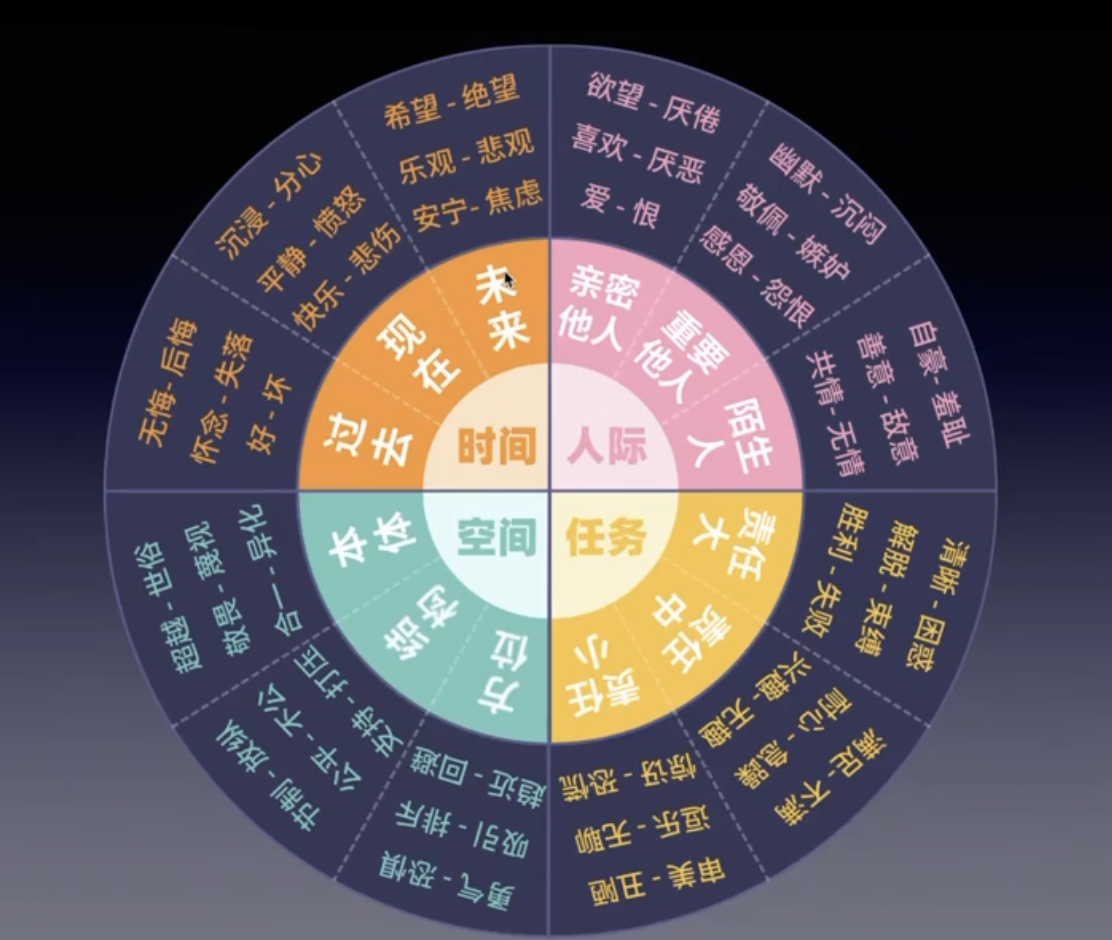 希望 - 绝望
乐观 - 悲观
安宁- 焦虑
未来
欲望 - 厌倦
喜欢 - 厌恶
爱 - 恨
亲密他人
幽默 - 沉闷
敬佩 - 嫉妒
感恩 - 怨恨
重要他人
自豪- 羞耻
善意 - 敌意
共情- 无情
陌生人
人际
清晰 - 困惑
解脱 - 束缚
胜利 - 失败
责任大
满足- 不满
耐心 - 急躁
兴趣- 无趣
责任中
审美 - 丑陋
逗乐 - 无聊
惊讶 - 恐慌
责任小
任务
勇气 - 恐惧
吸引 - 排斥
趋近 - 回避
方位
节制 - 放纵
公平 - 不公
支持 - 打压
结构
超越 - 世俗
敬畏 - 蔑视
合一 - 异化
本体
空间
无悔- 后悔
怀念 - 失落
好 - 坏
过去
沉浸 - 分心
平静 - 愤怒
快乐 - 悲伤
现在
时间